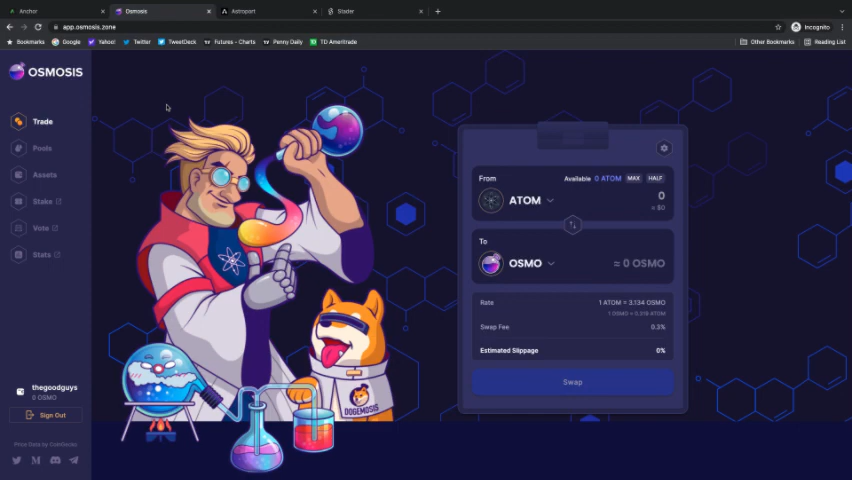 Anchor
Osmosis
Astroport
Stader
app.osmosis.zone
Incognito
Bookmarks
Google
Yahoo!
Twitter
TweetDeck
Futures - Charts
Penny Daily
TD Ameritrade
Other Bookmarks
Reading List
OSMOSIS
Trade
Pools
Assets
Stake
Vote
Stats
thegoodguys
0 OSMO
Sign Out
Price Data by CoinGecko
DOGEMOSIS
From
Available 0 ATOM MAX HALF
ATOM
0
≈ $0
To
OSMO
≈ 0 OSMO
Rate
1 ATOM = 3.134 OSMO
1 OSMO = 0.319 ATOM
Swap Fee
0.3%
Estimated Slippage
0%
Swap